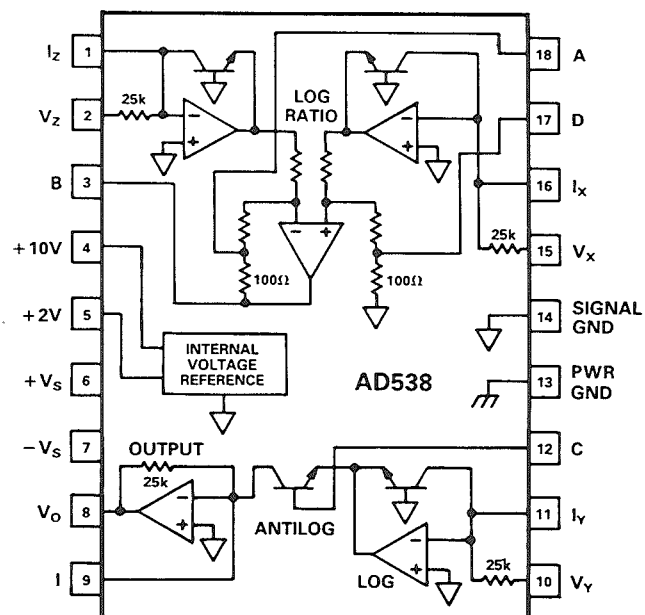 I_Z 1
V_Z 2
B 3
+10V 4
+2V 5
+V_S 6
−V_S 7
V_O 8
I 9
18 A
17 D
16 I_X
15 V_X
14 SIGNAL
GND
13 PWR
GND
12 C
11 I_Y
10 V_Y
25k
−
+
LOG
RATIO
−
+
25k
−
+
100Ω
100Ω
INTERNAL
VOLTAGE
REFERENCE
AD538
OUTPUT
25k
−
+
ANTILOG
LOG
−
+
25k